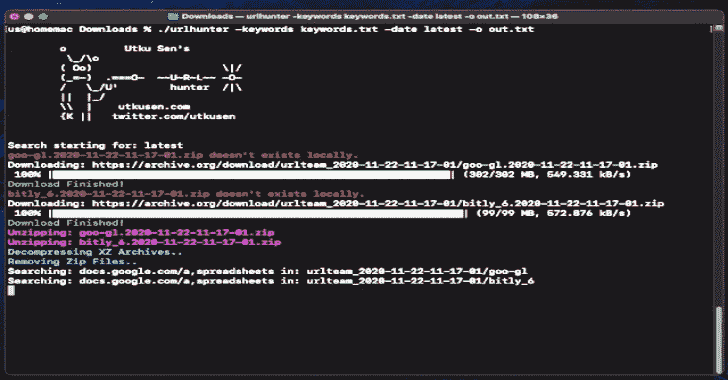 Downloads — urlhunter -keywords keywords.txt -date latest -o out.txt — 108×36
us@homemac Downloads % ./urlhunter -keywords keywords.txt -date latest -o out.txt
o Utku Sen's
\_/\o
( Oo) \|/
(_=-) .===O- ~~U~R~L~~ -O-
/ \_/U' hunter /|\
|| |_/
\\ | utkusen.com
{K || twitter.com/utkusen
Search starting for: latest
goo-gl.2020-11-22-11-17-01.zip doesn't exists locally.
Downloading: https://archive.org/download/urlteam_2020-11-22-11-17-01/goo-gl.2020-11-22-11-17-01.zip
100% (302/302 MB, 549.331 kB/s)
Download Finished!
bitly_6.2020-11-22-11-17-01.zip doesn't exists locally.
Downloading: https://archive.org/download/urlteam_2020-11-22-11-17-01/bitly_6.2020-11-22-11-17-01.zip
100% (99/99 MB, 572.876 kB/s)
Download Finished!
Unzipping: goo-gl.2020-11-22-11-17-01.zip
Unzipping: bitly_6.2020-11-22-11-17-01.zip
Decompressing XZ Archives..
Removing Zip Files..
Searching: docs.google.com/a,spreadsheets in: urlteam_2020-11-22-11-17-01/goo-gl
Searching: docs.google.com/a,spreadsheets in: urlteam_2020-11-22-11-17-01/bitly_6